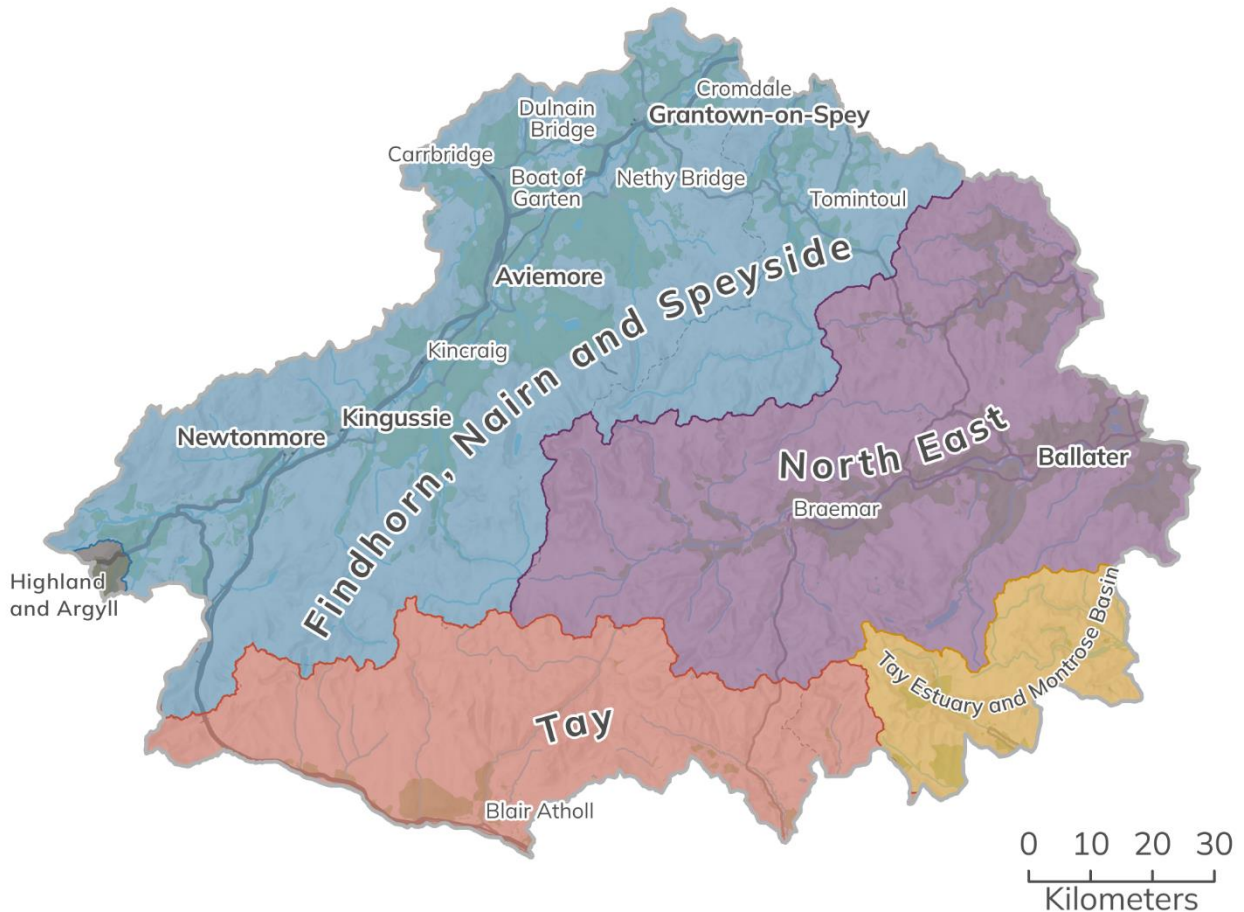 Cromdale
Grantown-on-Spey
Dulnain
Bridge
Carrbridge
Boat of
Garten
Nethy Bridge
Tomintoul
Aviemore
Findhorn, Nairn and Speyside
Kincraig
Kingussie
Newtonmore
North East
Ballater
Braemar
Highland
and Argyll
Tay Estuary and Montrose Basin
Tay
Blair Atholl
0 10 20 30
Kilometers